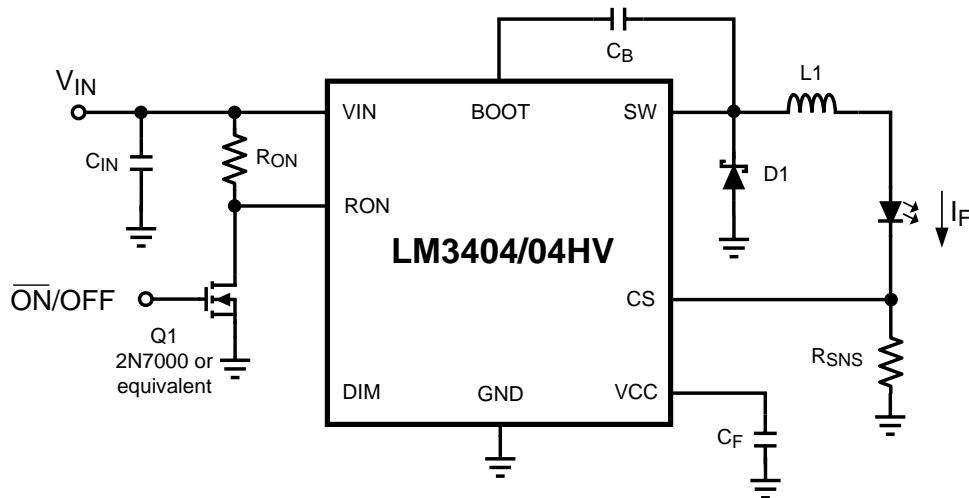 C_B
L1
V_IN
VIN
BOOT
SW
C_IN
R_ON
D1
I_F
RON
LM3404/04HV
O̅N̅/OFF
CS
Q1
2N7000 or
equivalent
R_SNS
DIM
GND
VCC
C_F